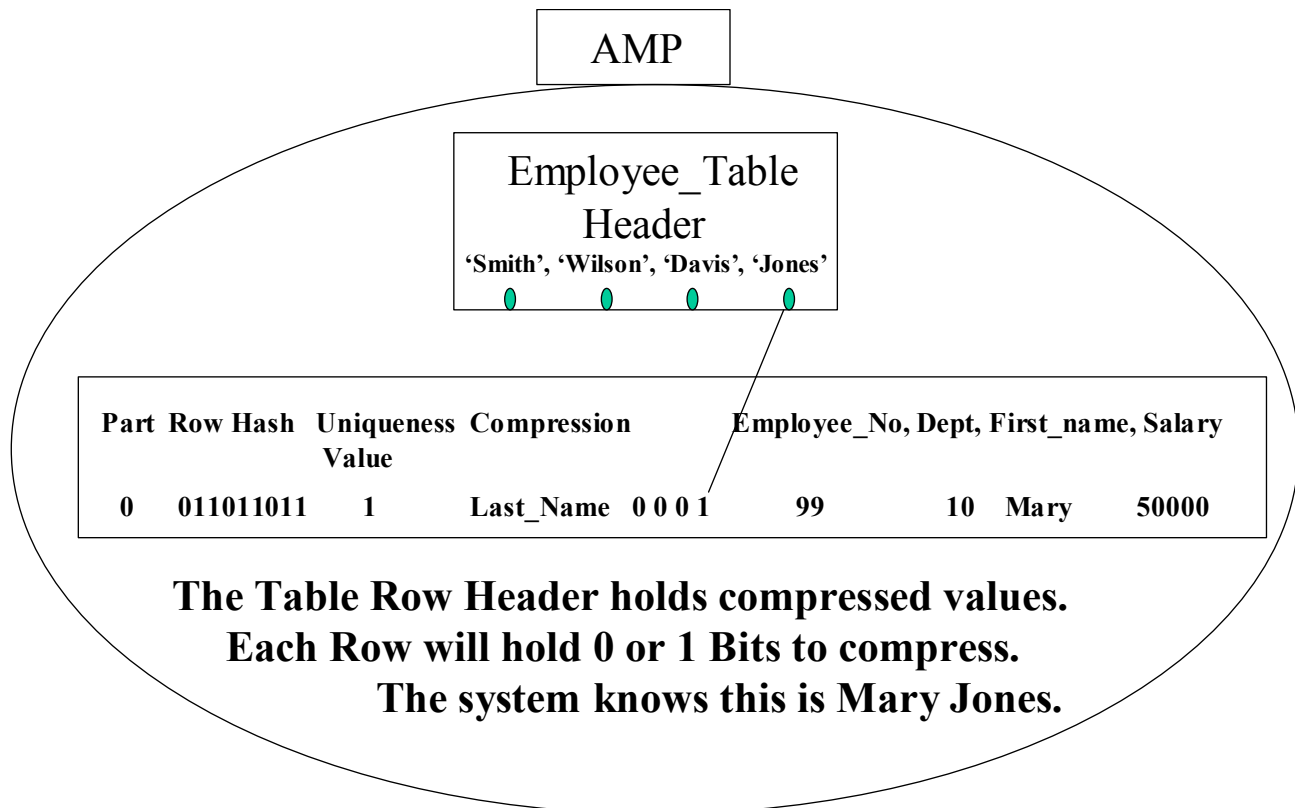 AMP
Employee_Table
Header
‘Smith’, ‘Wilson’, ‘Davis’, ‘Jones’
Part Row Hash Uniqueness Compression Employee_No, Dept, First_name, Salary
Value
0 011011011 1 Last_Name 0 0 0 1 99 10 Mary 50000
The Table Row Header holds compressed values.
Each Row will hold 0 or 1 Bits to compress.
The system knows this is Mary Jones.